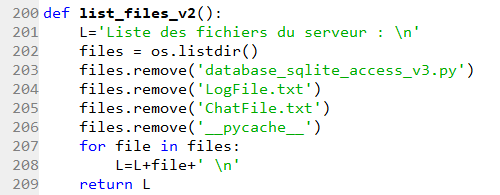 200 def list_files_v2():
201     L='Liste des fichiers du serveur : \n'
202     files = os.listdir()
203     files.remove('database_sqlite_access_v3.py')
204     files.remove('LogFile.txt')
205     files.remove('ChatFile.txt')
206     files.remove('__pycache__')
207     for file in files:
208         L=L+file+' \n'
209     return L